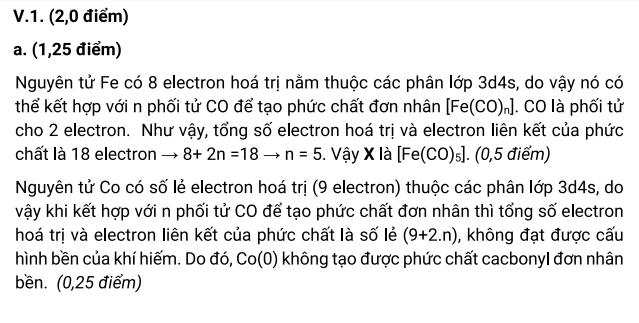 V.1. (2,0 điểm)
a. (1,25 điểm)
Nguyên tử Fe có 8 electron hoá trị nằm thuộc các phân lớp 3d4s, do vậy nó có
thể kết hợp với n phối tử CO để tạo phức chất đơn nhân [Fe(CO)ₙ]. CO là phối tử
cho 2 electron. Như vậy, tổng số electron hoá trị và electron liên kết của phức
chất là 18 electron → 8+ 2n =18 → n = 5. Vậy X là [Fe(CO)₅]. (0,5 điểm)
Nguyên tử Co có số lẻ electron hoá trị (9 electron) thuộc các phân lớp 3d4s, do
vậy khi kết hợp với n phối tử CO để tạo phức chất đơn nhân thì tổng số electron
hoá trị và electron liên kết của phức chất là số lẻ (9+2.n), không đạt được cấu
hình bền của khí hiếm. Do đó, Co(0) không tạo được phức chất cacbonyl đơn nhân
bền. (0,25 điểm)